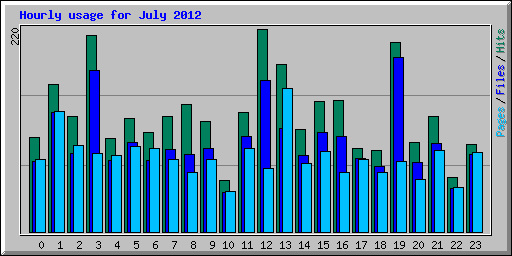 Hourly usage for July 2012
220
Pages / Files / Hits
0 1 2 3 4 5 6 7 8 9 10 11 12 13 14 15 16 17 18 19 20 21 22 23